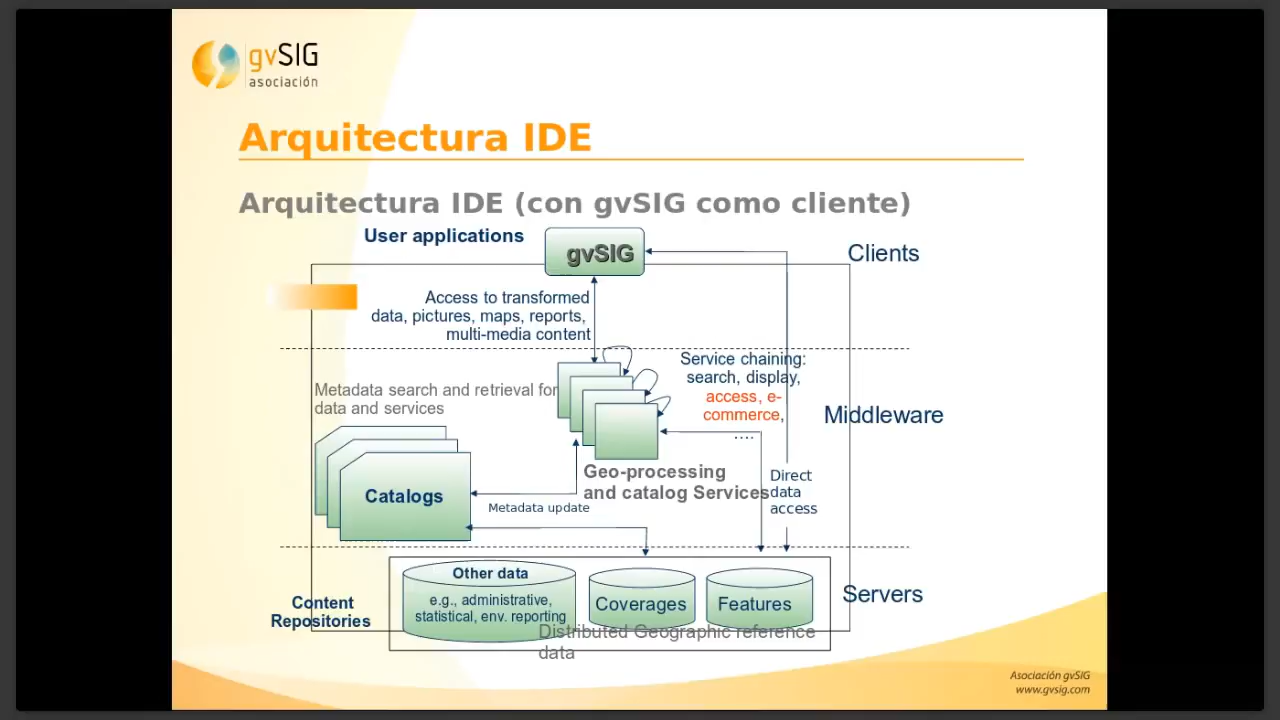 gvSIG
asociación
Arquitectura IDE
Arquitectura IDE (con gvSIG como cliente)
User applications
gvSIG
Clients
Access to transformed
data, pictures, maps, reports,
multi-media content
Service chaining:
search, display,
access, e-
commerce,
....
Metadata search and retrieval for
data and services
Middleware
Geo-processing
and catalog Services
Direct
data
access
Catalogs
Metadata update
Other data
e.g., administrative,
statistical, env. reporting
Coverages
Features
Servers
Content
Repositories
Distributed Geographic reference
data
Asociación gvSIG
www.gvsig.com